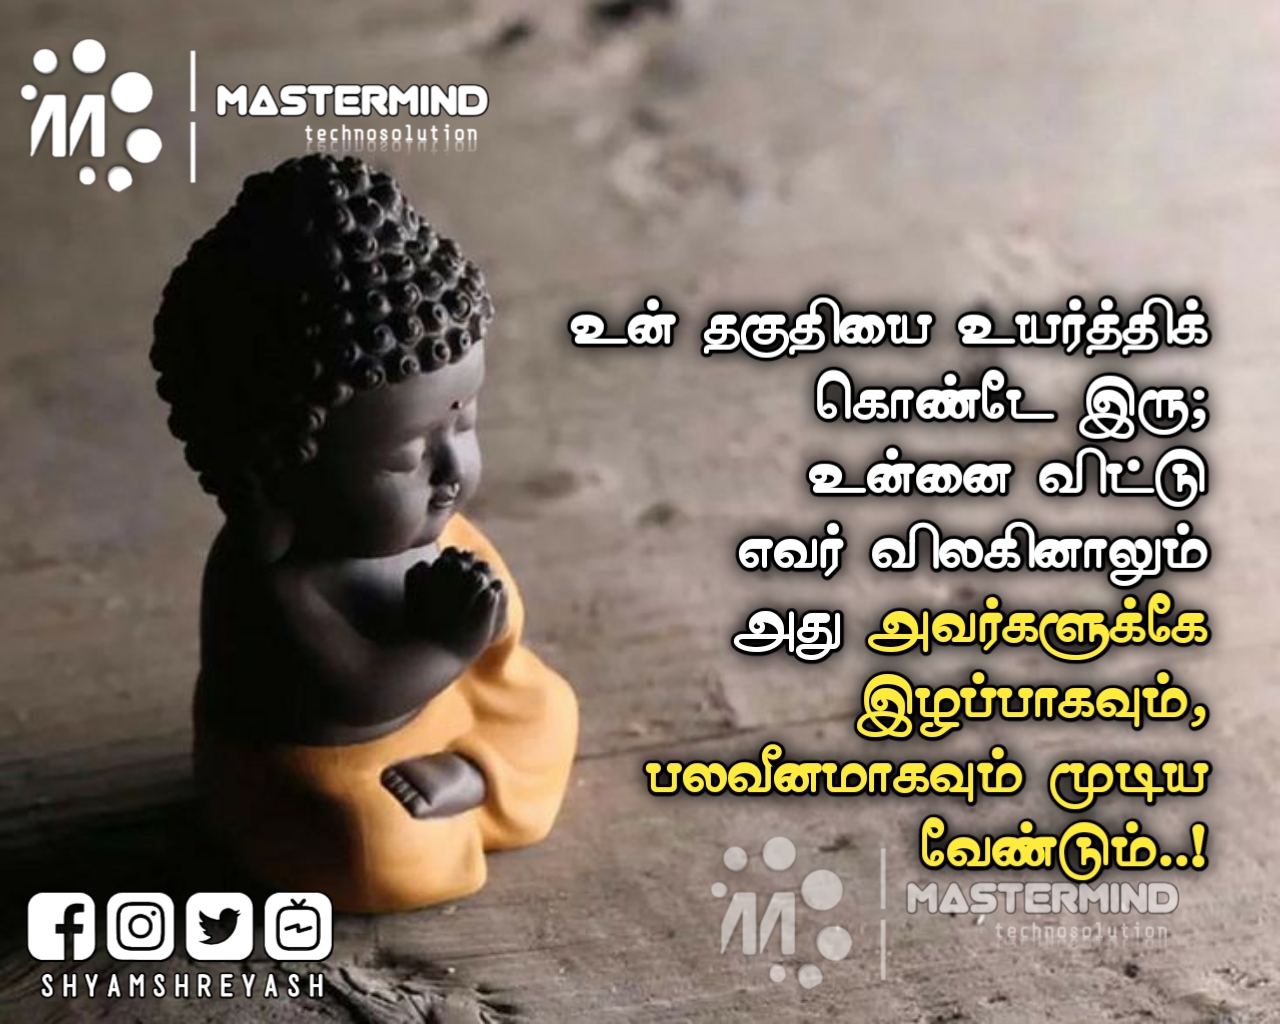 M
MASTERMIND
technosolution
உன் தகுதியை உயர்த்திக்
கொண்டே இரு;
உன்னை விட்டு
எவர் விலகினாலும்
அது அவர்களுக்கே
இழப்பாகவும்,
பலவீனமாகவும் முடிய
வேண்டும்..!
M
MASTERMIND
technosolution
SHYAMSHREYASH